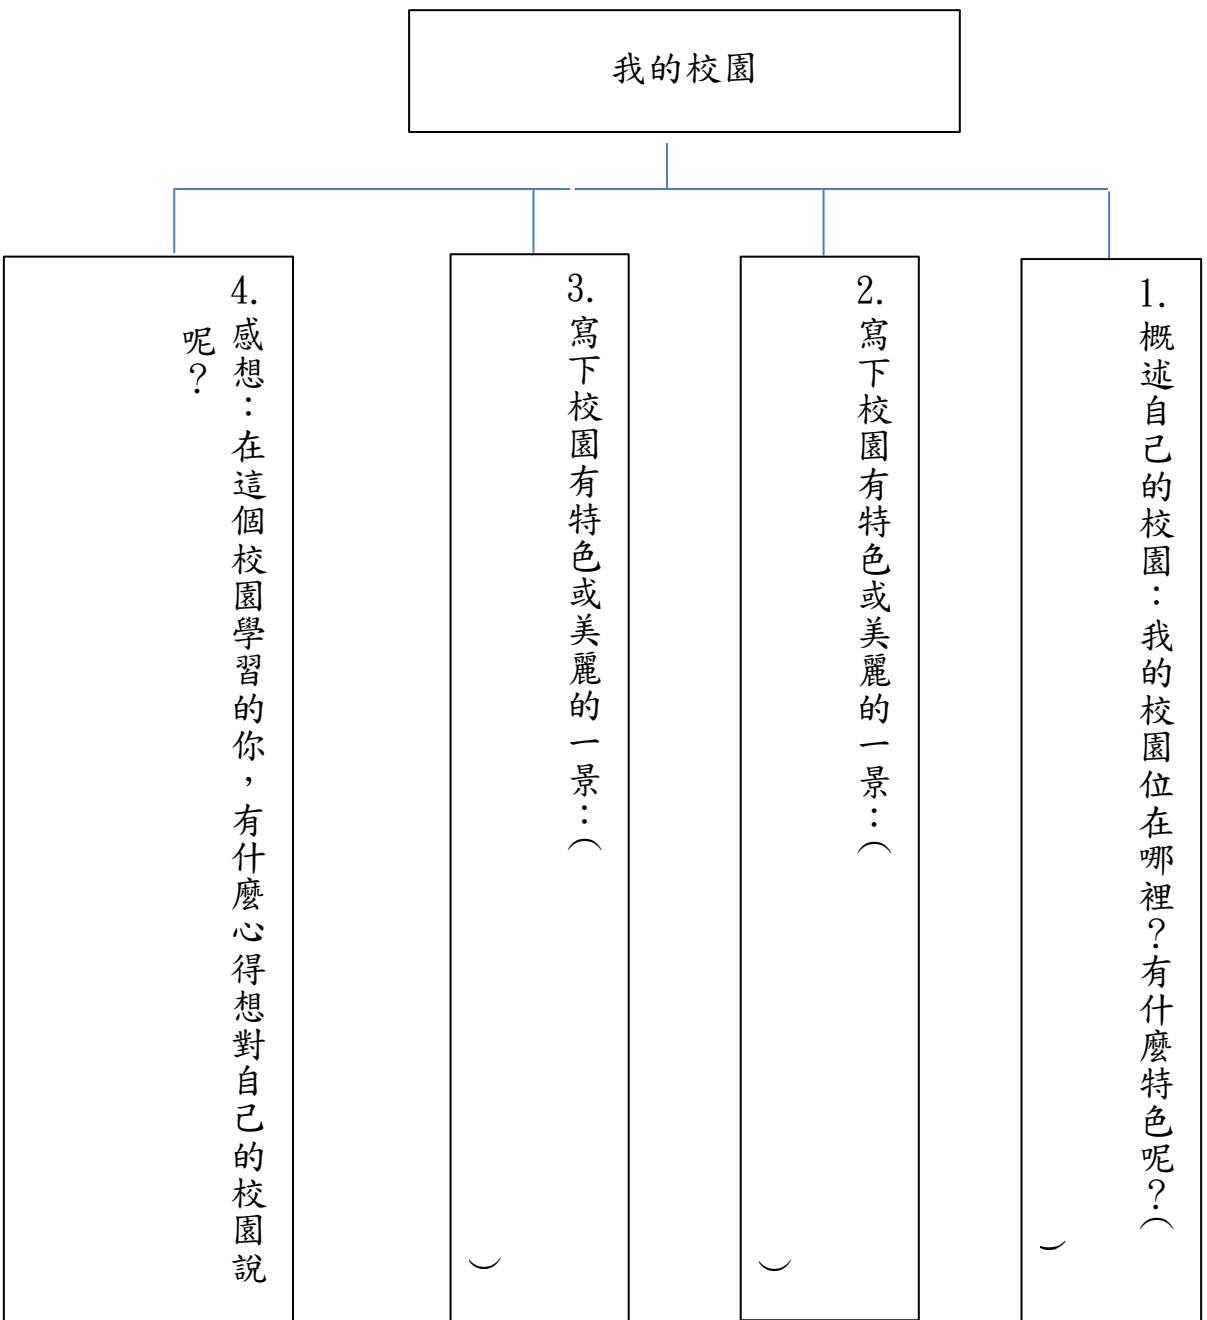 我的校園
1.概述自己的校園:我的校園位在哪裡?有什麼特色呢?(
)
2.寫下校園有特色或美麗的一景:(
)
3.寫下校園有特色或美麗的一景:(
)
4.感想:在這個校園學習的你,有什麼心得想對自己的校園說
呢?